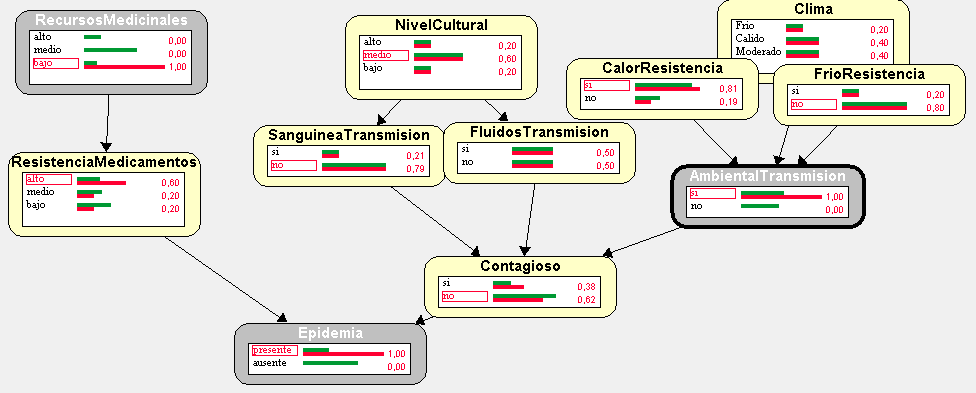 RecursosMedicinales
alto 0,00
medio 0,00
bajo 1,00
NivelCultural
alto 0,20
medio 0,60
bajo 0,20
Clima
Frio 0,20
Calido 0,40
Moderado 0,40
CalorResistencia
si 0,81
no 0,19
FrioResistencia
si 0,20
no 0,80
ResistenciaMedicamentos
alto 0,60
medio 0,20
bajo 0,20
SanguineaTransmision
si 0,21
no 0,79
FluidosTransmision
si 0,50
no 0,50
AmbientalTransmision
si 1,00
no 0,00
Contagioso
si 0,38
no 0,62
Epidemia
presente 1,00
ausente 0,00